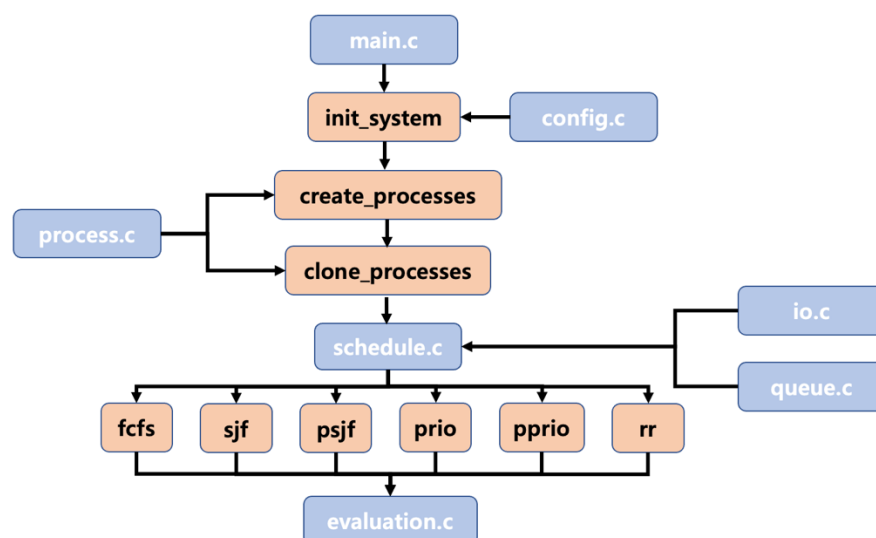 main.c
init_system
config.c
create_processes
process.c
clone_processes
io.c
schedule.c
queue.c
fcfs
sjf
psjf
prio
pprio
rr
evaluation.c